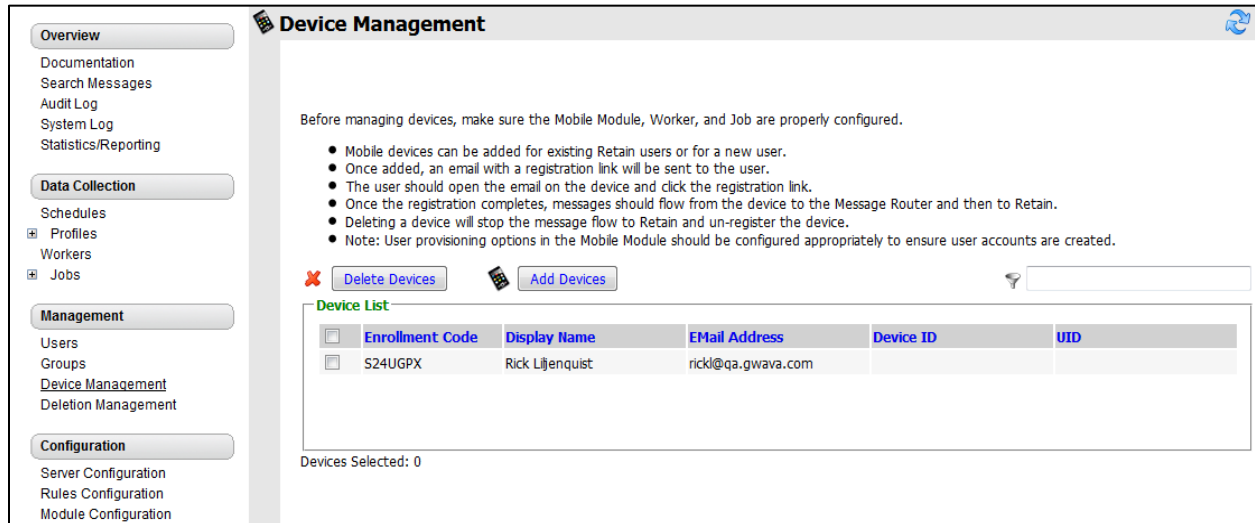 Overview
Documentation
Search Messages
Audit Log
System Log
Statistics/Reporting
Data Collection
Schedules
Profiles
Workers
Jobs
Management
Users
Groups
Device Management
Deletion Management
Configuration
Server Configuration
Rules Configuration
Module Configuration
Device Management
Before managing devices, make sure the Mobile Module, Worker, and Job are properly configured.
Mobile devices can be added for existing Retain users or for a new user.
Once added, an email with a registration link will be sent to the user.
The user should open the email on the device and click the registration link.
Once the registration completes, messages should flow from the device to the Message Router and then to Retain.
Deleting a device will stop the message flow to Retain and un-register the device.
Note: User provisioning options in the Mobile Module should be configured appropriately to ensure user accounts are created.
Delete Devices Add Devices
Device List
Enrollment Code Display Name EMail Address Device ID UID
S24UGPX Rick Liljenquist rickl@qa.gwava.com
Devices Selected: 0